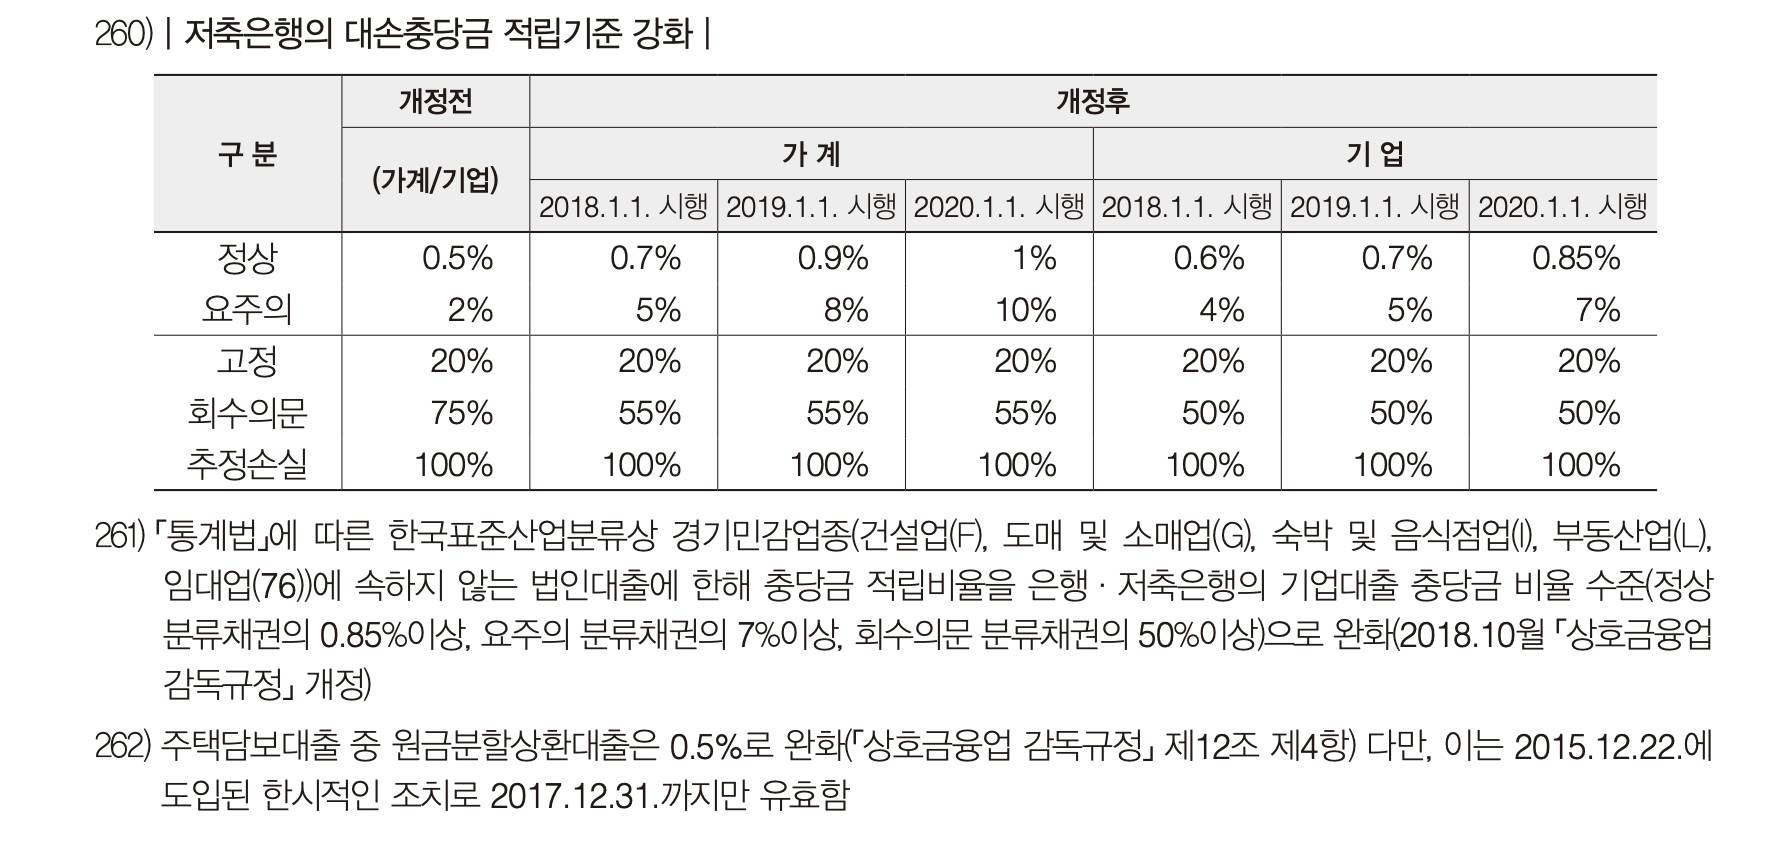 260) | 저축은행의 대손충당금 적립기준 강화 |
구 분 개정전 개정후
(가계/기업) 가 계 기 업
2018.1.1. 시행 2019.1.1. 시행 2020.1.1. 시행 2018.1.1. 시행 2019.1.1. 시행 2020.1.1. 시행
정상 0.5% 0.7% 0.9% 1% 0.6% 0.7% 0.85%
요주의 2% 5% 8% 10% 4% 5% 7%
고정 20% 20% 20% 20% 20% 20% 20%
회수의문 75% 55% 55% 55% 50% 50% 50%
추정손실 100% 100% 100% 100% 100% 100% 100%
261) ｢통계법｣에 따른 한국표준산업분류상 경기민감업종(건설업(F), 도매 및 소매업(G), 숙박 및 음식점업(I), 부동산업(L),
임대업(76))에 속하지 않는 법인대출에 한해 충당금 적립비율을 은행 · 저축은행의 기업대출 충당금 비율 수준(정상
분류채권의 0.85%이상, 요주의 분류채권의 7%이상, 회수의문 분류채권의 50%이상)으로 완화(2018.10월 ｢상호금융업
감독규정｣ 개정)
262) 주택담보대출 중 원금분할상환대출은 0.5%로 완화(｢상호금융업 감독규정｣ 제12조 제4항) 다만, 이는 2015.12.22.에
도입된 한시적인 조치로 2017.12.31.까지만 유효함